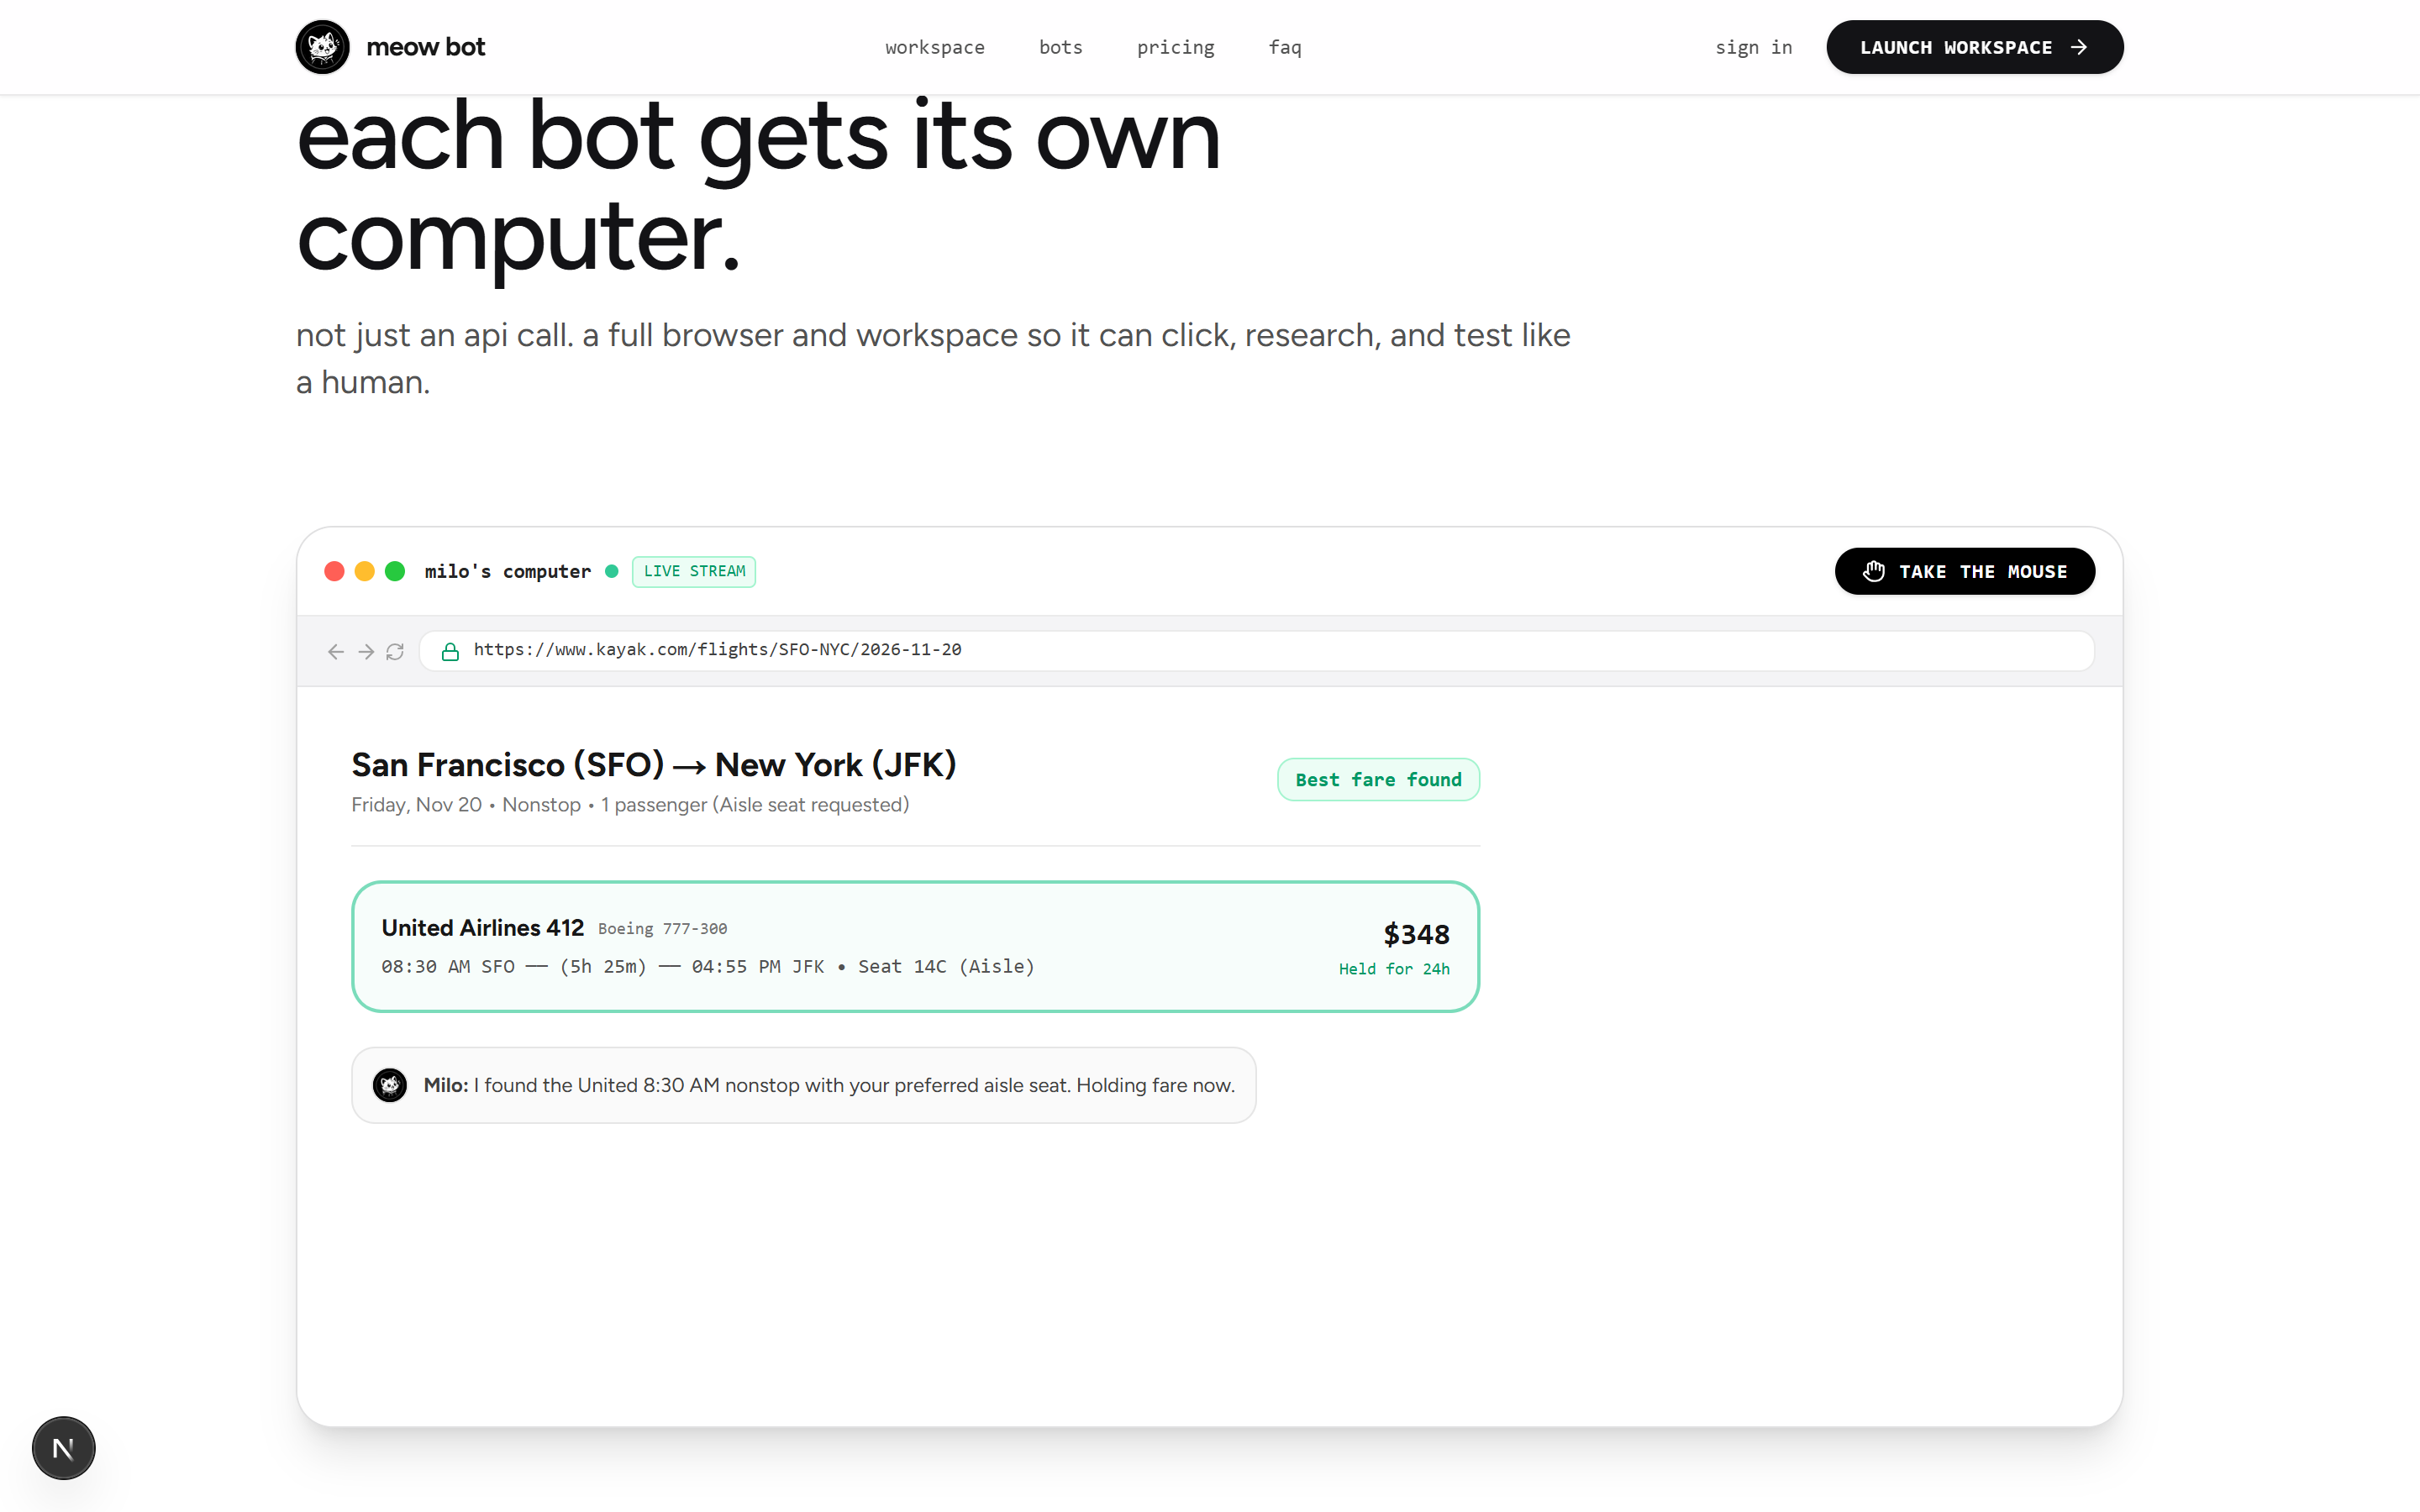 meow bot
workspace
bots
pricing
faq
sign in
LAUNCH WORKSPACE →
each bot gets its own
computer.
not just an api call. a full browser and workspace so it can click, research, and test like
a human.
milo's computer
LIVE STREAM
TAKE THE MOUSE
https://www.kayak.com/flights/SFO-NYC/2026-11-20
San Francisco (SFO) → New York (JFK)
Friday, Nov 20 • Nonstop • 1 passenger (Aisle seat requested)
Best fare found
United Airlines 412 Boeing 777-300
$348
08:30 AM SFO —— (5h 25m) —— 04:55 PM JFK • Seat 14C (Aisle)
Held for 24h
Milo: I found the United 8:30 AM nonstop with your preferred aisle seat. Holding fare now.
N